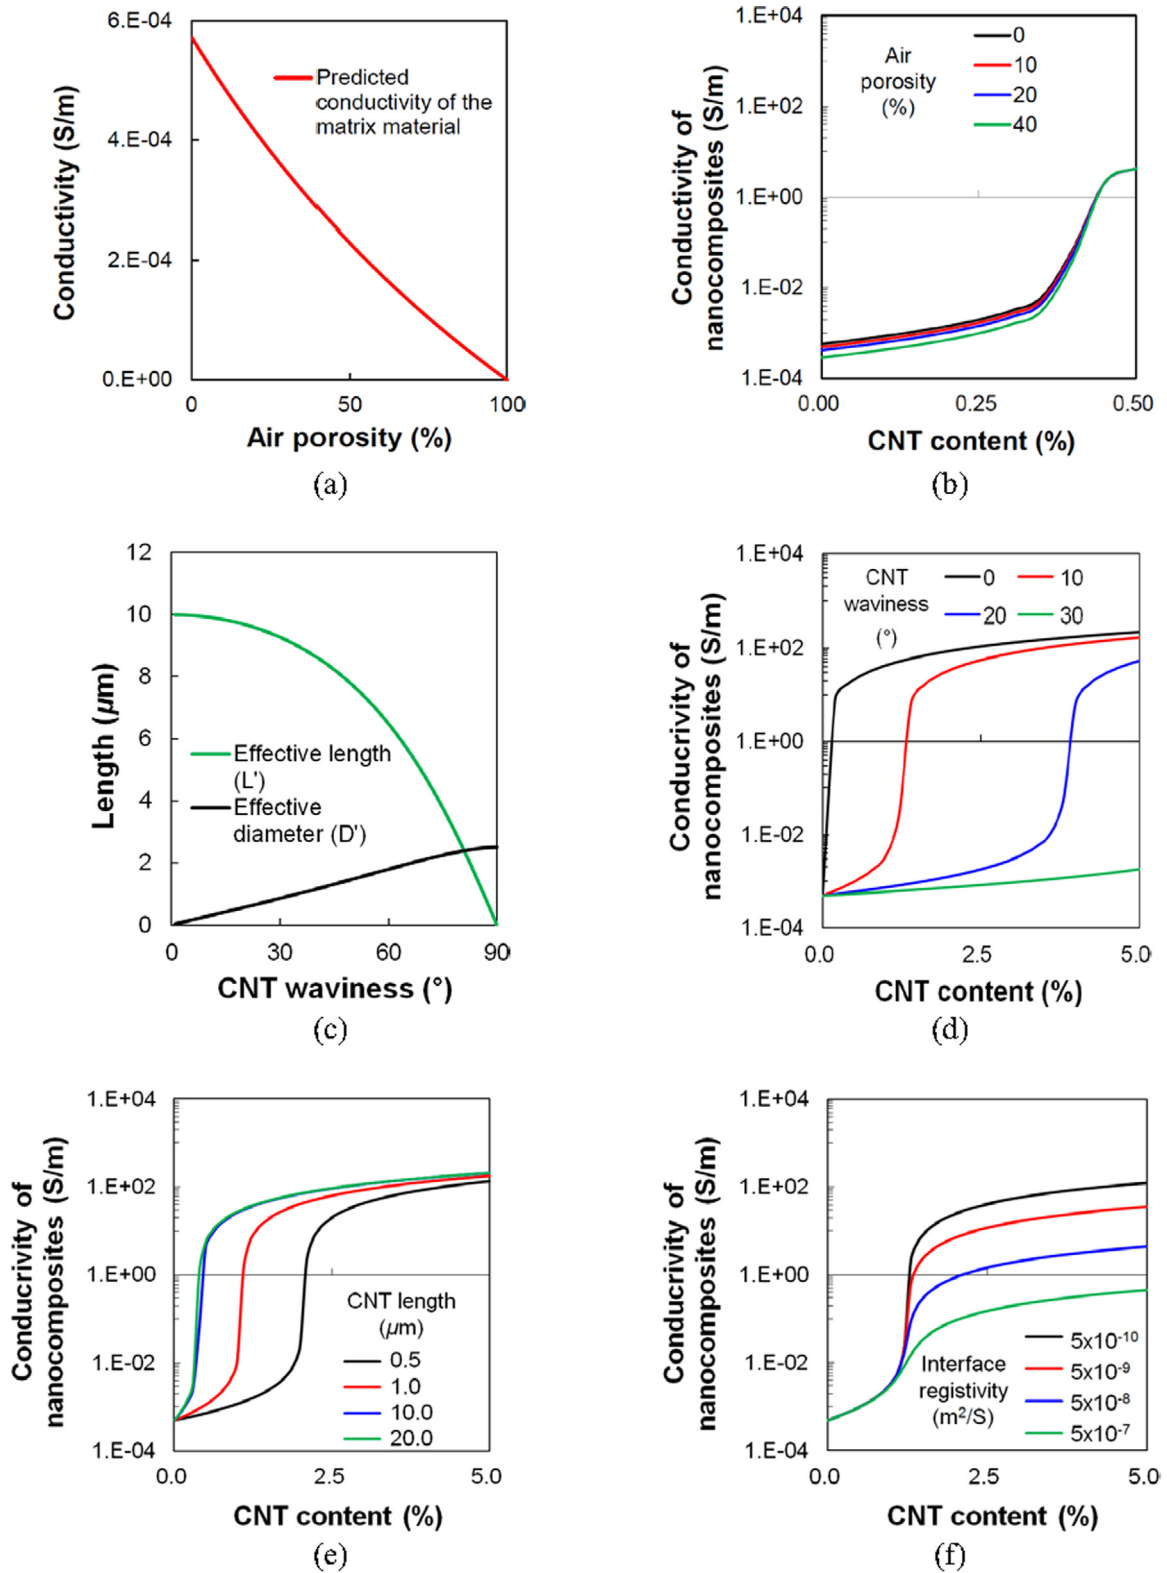 6.E-04
4.E-04
2.E-04
0.E+00
Conductivity (S/m)
Predicted
conductivity of the
matrix material
0
50
100
Air porosity (%)
(a)
1.E+04
1.E+02
1.E+00
1.E-02
1.E-04
Conductivity of
nanocomposites (S/m)
Air
porosity
(%)
0
10
20
40
0.00
0.25
0.50
CNT content (%)
(b)
12
10
8
6
4
2
0
Length (µm)
Effective length
(L')
Effective
diameter (D')
0
30
60
90
CNT waviness (°)
(c)
1.E+04
1.E+02
1.E+00
1.E-02
1.E-04
Conducrivity of
nanocomposites (S/m)
CNT
waviness
(°)
0
10
20
30
0.0
2.5
5.0
CNT content (%)
(d)
1.E+04
1.E+02
1.E+00
1.E-02
1.E-04
Conducrivity of
nanocomposites (S/m)
CNT length
(µm)
0.5
1.0
10.0
20.0
0.0
2.5
5.0
CNT content (%)
(e)
1.E+04
1.E+02
1.E+00
1.E-02
1.E-04
Conducrivity of
nanocomposites (S/m)
Interface
registivity
(m²/S)
5x10⁻¹⁰
5x10⁻⁹
5x10⁻⁸
5x10⁻⁷
0.0
2.5
5.0
CNT content (%)
(f)